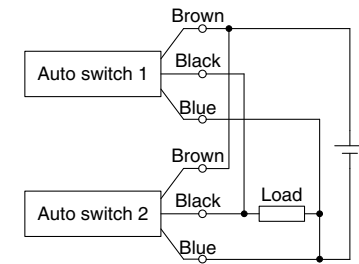 Brown
Auto switch 1
Black
Blue
Brown
Auto switch 2
Black
Load
Blue